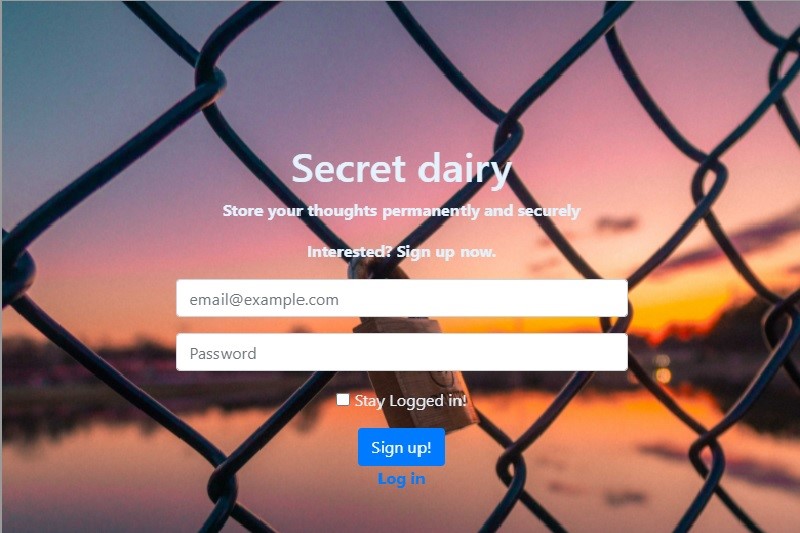 Secret dairy
Store your thoughts permanently and securely
Interested? Sign up now.
email@example.com
Password
Stay Logged in!
Sign up!
Log in